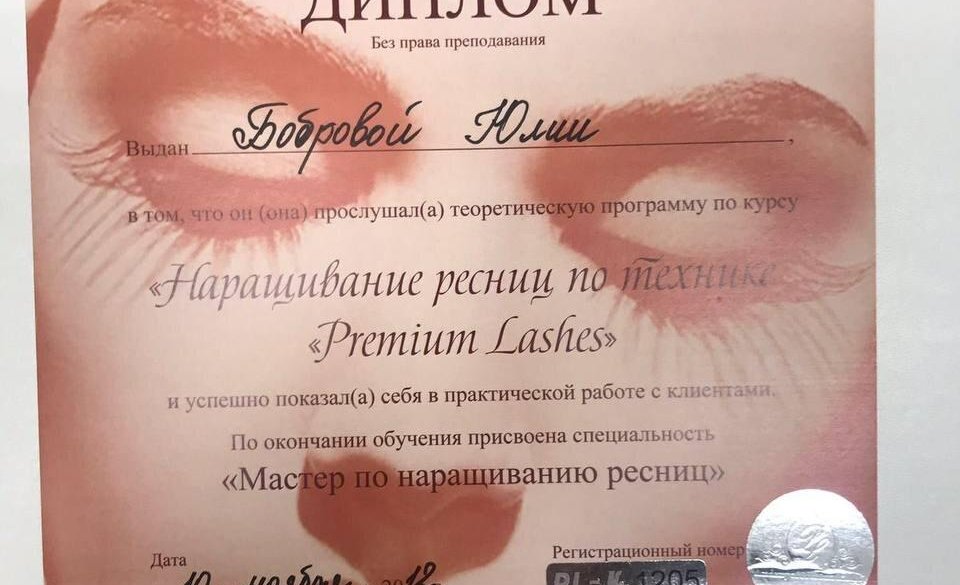 ДИПЛОМ
Без права преподавания
Выдан Бобровой Юлии,
в том, что он (она) прослушал(а) теоретическую программу по курсу
«Наращивание ресниц по технике
«Premium Lashes»
и успешно показал(а) себя в практической работе с клиентами.
По окончании обучения присвоена специальность
«Мастер по наращиванию ресниц»
Дата
Регистрационный номер
1205